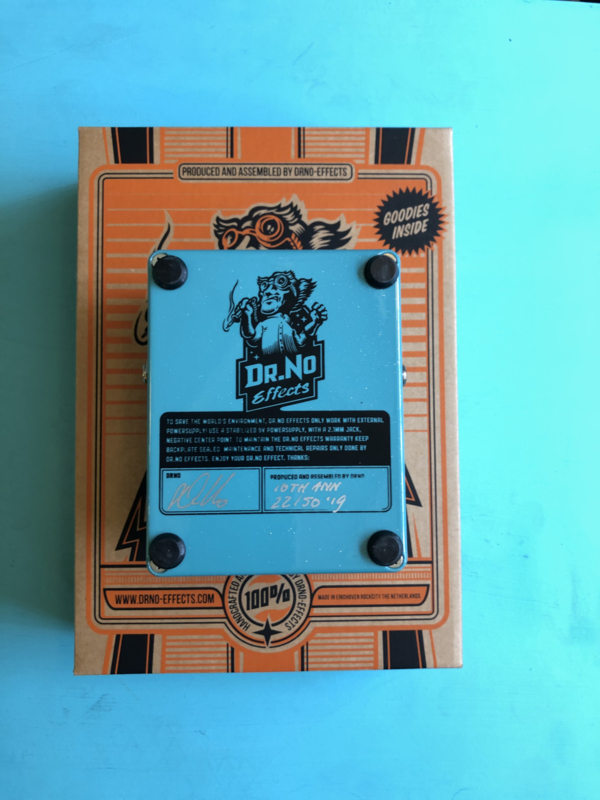 PRODUCED AND ASSEMBLED BY DRNO-EFFECTS
GOODIES
INSIDE
DR.NO
Effects
TO SAVE THE WORLD'S ENVIRONMENT, DR.NO EFFECTS ONLY WORK WITH EXTERNAL
POWERSUPPLY! USE A STABILIZED 9V POWERSUPPLY, WITH A 2.1MM JACK,
NEGATIVE CENTER POINT. TO MAINTAIN THE DR.NO EFFECTS WARRANTY KEEP
BACKPLATE SEALED. MAINTENANCE AND TECHNICAL REPAIRS ONLY DONE BY
DR.NO EFFECTS. ENJOY YOUR DR.NO EFFECT, THANKS:
DRNO
PRODUCED AND ASSEMBLED BY DRNO
10TH ANN
22/50 '19
WWW.DRNO-EFFECTS.COM
HANDCRAFTED
BY DRNO-EFFECTS
100%
MADE IN EINDHOVEN ROCKCITY THE NETHERLANDS